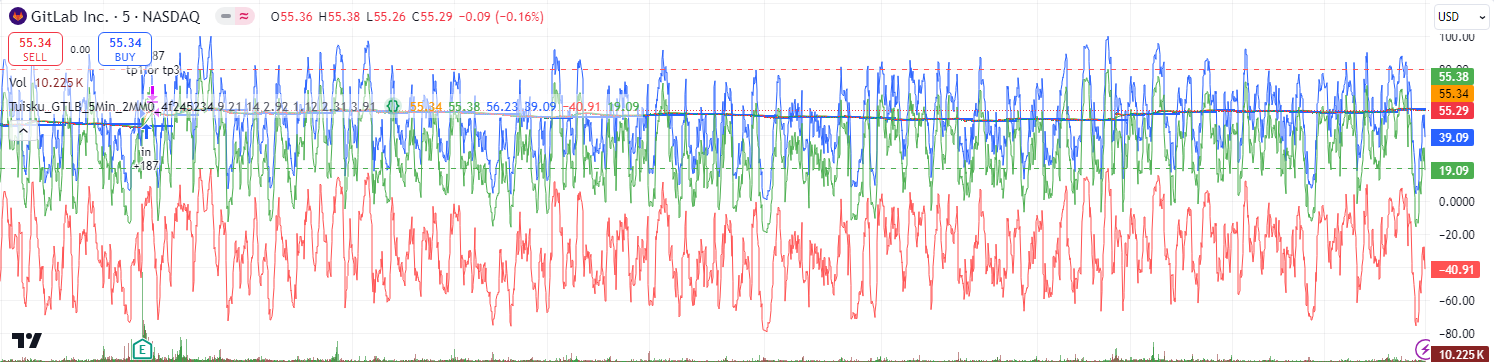 GitLab Inc. · 5 · NASDAQ
O55.36 H55.38 L55.26 C55.29 −0.09 (−0.16%)
USD
55.34
SELL
0.00
55.34
BUY
Vol 10.225 K
Tuisku_GTLB_5Min_2MM0_4f245234 9 21 14 2.92 1.12 2.31 3.91 55.34 55.38 56.23 39.09 −40.91 19.09
in
+187
E
100.00
80.00
55.38
55.34
55.29
39.09
19.09
0.0000
−20.00
−40.91
−60.00
−80.00
10.225 K